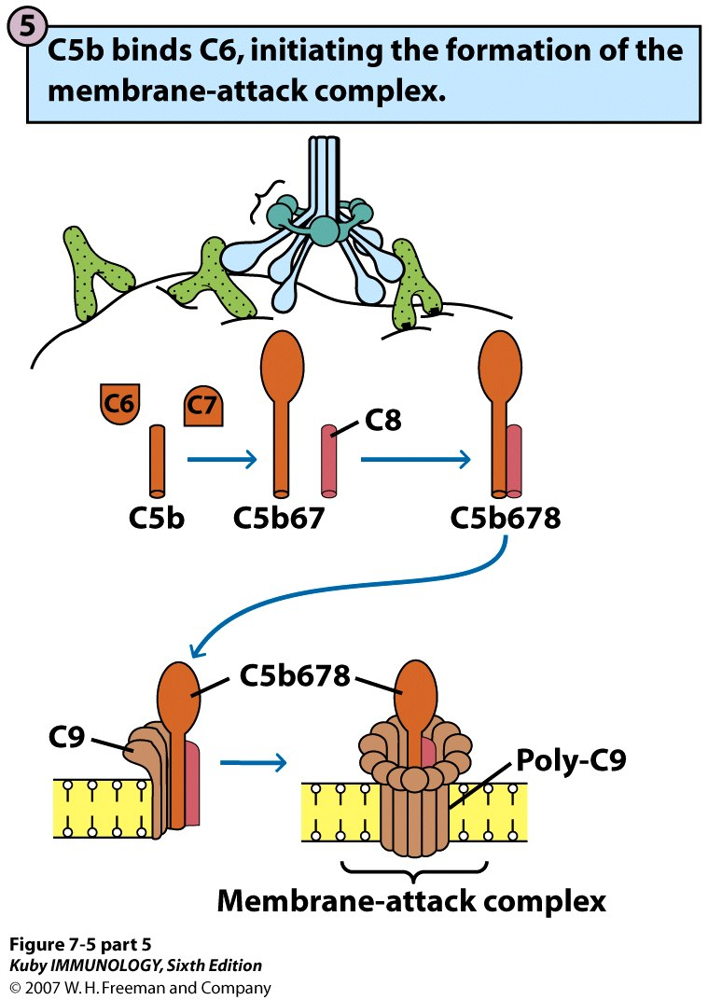 5
C5b binds C6, initiating the formation of the
membrane-attack complex.
C6
C7
C8
C5b
C5b67
C5b678
C5b678
C9
Poly-C9
Membrane-attack complex
Figure 7-5 part 5
Kuby IMMUNOLOGY, Sixth Edition
© 2007 W. H. Freeman and Company